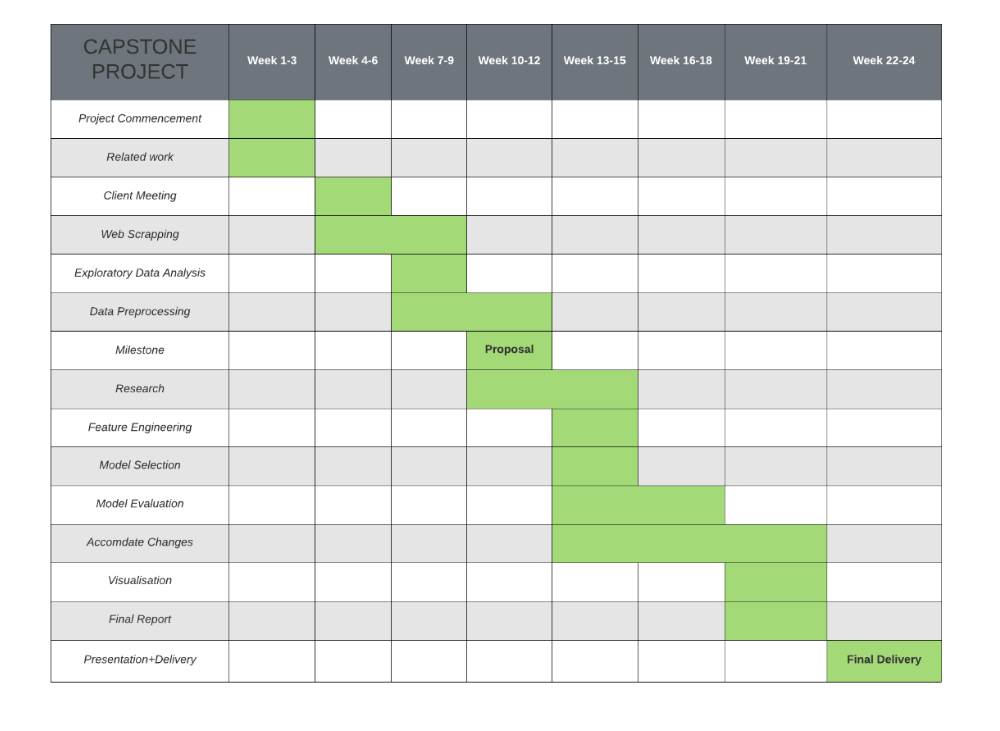 CAPSTONE
PROJECT
Week 1-3
Week 4-6
Week 7-9
Week 10-12
Week 13-15
Week 16-18
Week 19-21
Week 22-24
Project Commencement
Related work
Client Meeting
Web Scrapping
Exploratory Data Analysis
Data Preprocessing
Milestone
Proposal
Research
Feature Engineering
Model Selection
Model Evaluation
Accomdate Changes
Visualisation
Final Report
Presentation+Delivery
Final Delivery